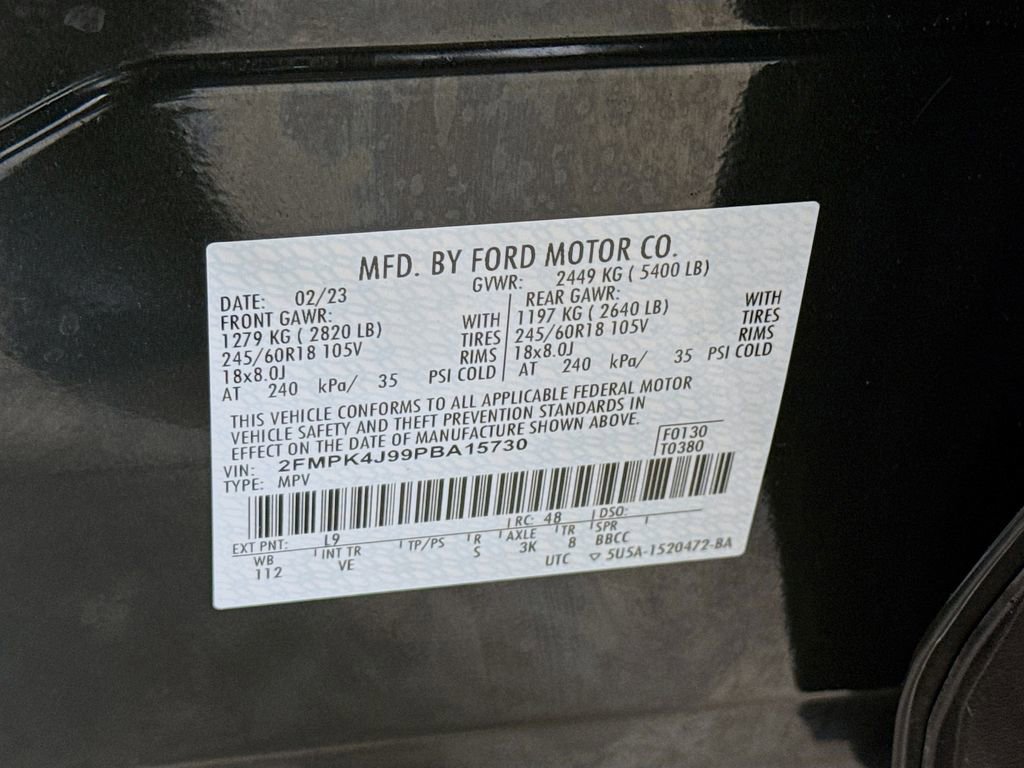 MFD. BY FORD MOTOR CO.
DATE: 02/23 GVWR: 2449 KG ( 5400 LB)
FRONT GAWR: REAR GAWR:
1279 KG ( 2820 LB) WITH 1197 KG ( 2640 LB) WITH
245/60R18 105V TIRES 245/60R18 105V TIRES
18x8.0J RIMS 18x8.0J RIMS
AT 240 kPa/ 35 PSI COLD AT 240 kPa/ 35 PSI COLD
THIS VEHICLE CONFORMS TO ALL APPLICABLE FEDERAL MOTOR
VEHICLE SAFETY AND THEFT PREVENTION STANDARDS IN
EFFECT ON THE DATE OF MANUFACTURE SHOWN ABOVE.
VIN: 2FMPK4J99PBA15730 F0130
TYPE: MPV T0380
EXT PNT: L9 RC: 48 DSO:
WB INT TR TP/PS R AXLE TR SPR
112 VE S 3K 8 BBCC
UTC ▽ 5U5A-1520472-BA